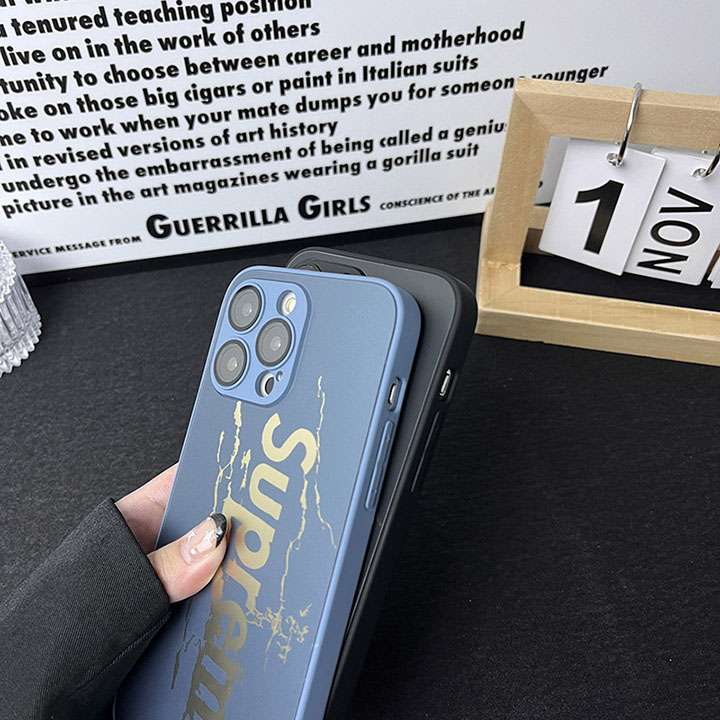 a tenured teaching position
live on in the work of others
tunity to choose between career and motherhood
oke on those big cigars or paint in Italian suits
me to work when your mate dumps you for someone younger
in revised versions of art history
undergo the embarrassment of being called a genius
picture in the art magazines wearing a gorilla suit
ERVICE MESSAGE FROM GUERRILLA GIRLS CONSCIENCE OF THE
1
NOV
Suprem